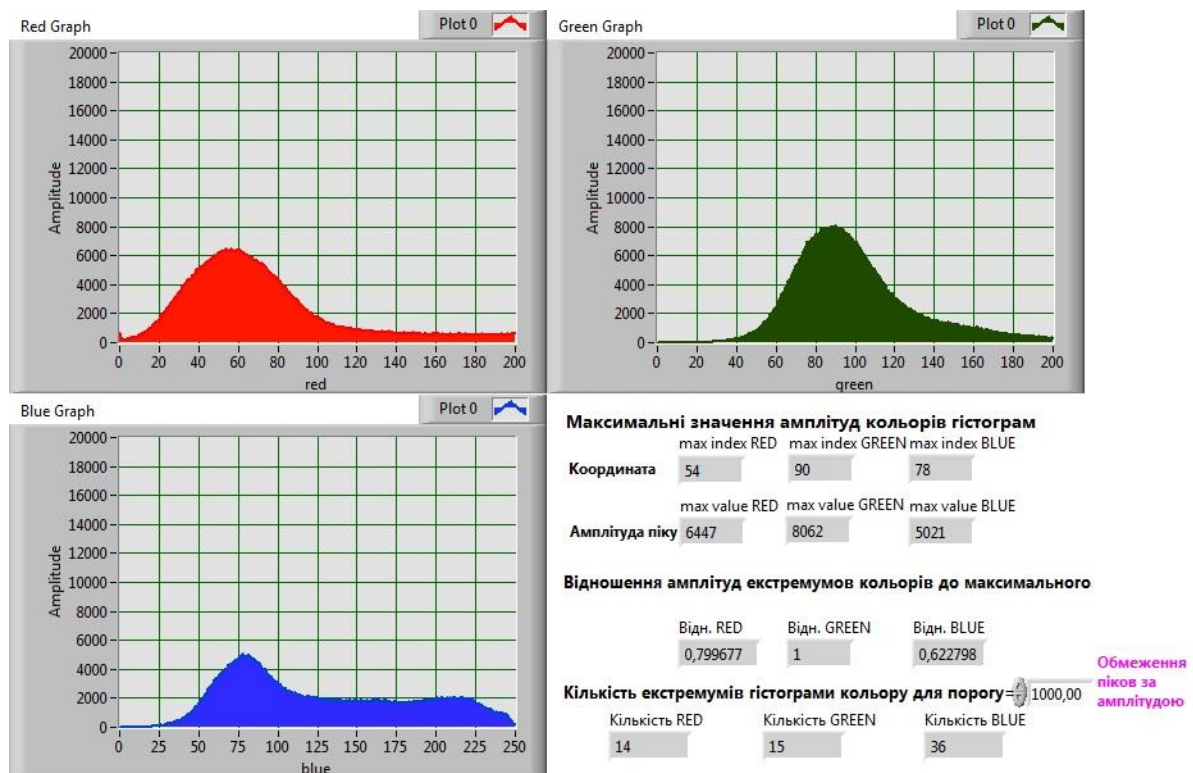 Red Graph
Plot 0
20000
18000
16000
14000
12000
10000
8000
6000
4000
2000
0
Amplitude
0 20 40 60 80 100 120 140 160 180 200
red
Green Graph
Plot 0
20000
18000
16000
14000
12000
10000
8000
6000
4000
2000
0
Amplitude
0 20 40 60 80 100 120 140 160 180 200
green
Blue Graph
Plot 0
20000
18000
16000
14000
12000
10000
8000
6000
4000
2000
0
Amplitude
0 25 50 75 100 125 150 175 200 225 250
blue
Максимальні значення амплітуд кольорів гістограм
max index RED max index GREEN max index BLUE
Координата 54 90 78
max value RED max value GREEN max value BLUE
Амплітуда піку 6447 8062 5021
Відношення амплітуд екстремумов кольорів до максимального
Відн. RED Відн. GREEN Відн. BLUE
0,799677 1 0,622798
Кількість екстремумів гістограми кольору для порогу= 1000,00
Обмеження
піков за
амплітудою
Кількість RED Кількість GREEN Кількість BLUE
14 15 36